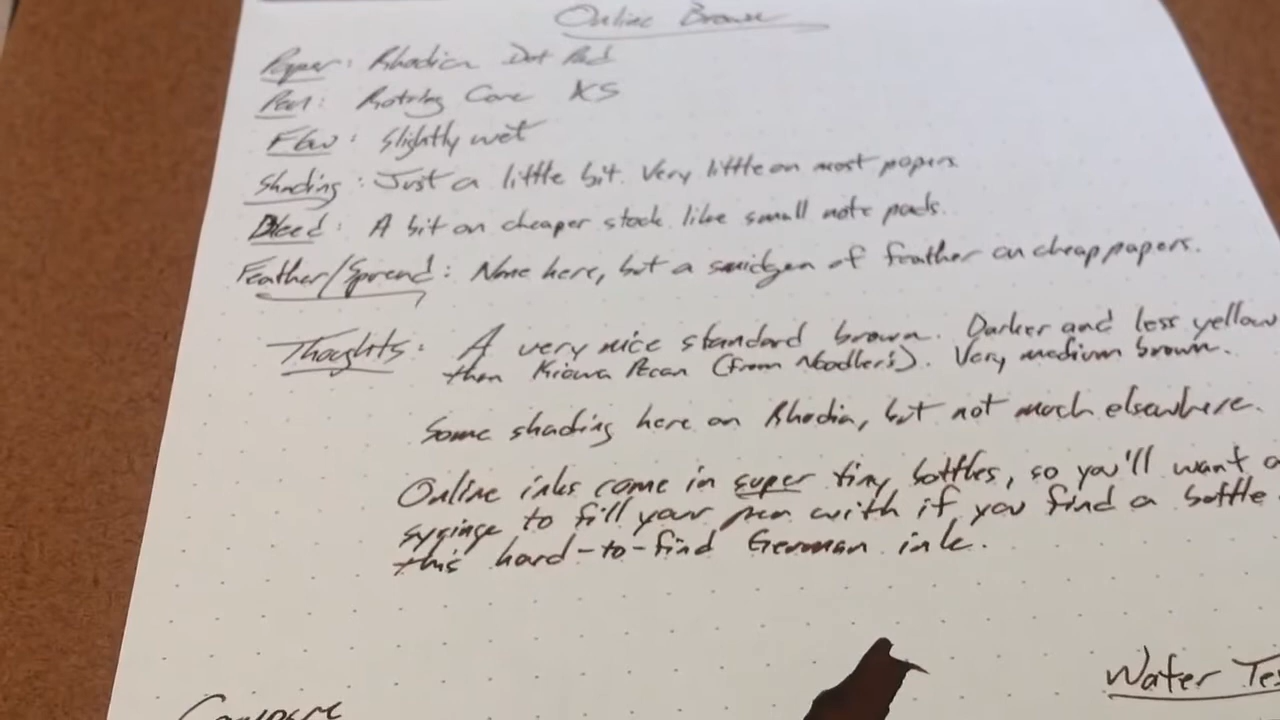 Online Brown
Paper: Rhodia Dot Pad
Pen: Rotring Core XS
Flow: Slightly wet
Shading: Just a little bit. Very little on most papers
Bleed: A bit on cheaper stock like small note pads.
Feather/Spread: None here, but a smidgen of feather on cheap papers.
Thoughts: A very nice standard brown. Darker and less yellow
than Kiowa Pecan (from Noodler's). Very medium brown.
Some shading here on Rhodia, but not much elsewhere.
Online inks come in super tiny bottles, so you'll want a
syringe to fill your pen with if you find a bottle
this hard-to-find German ink.
Water Tes
Compare